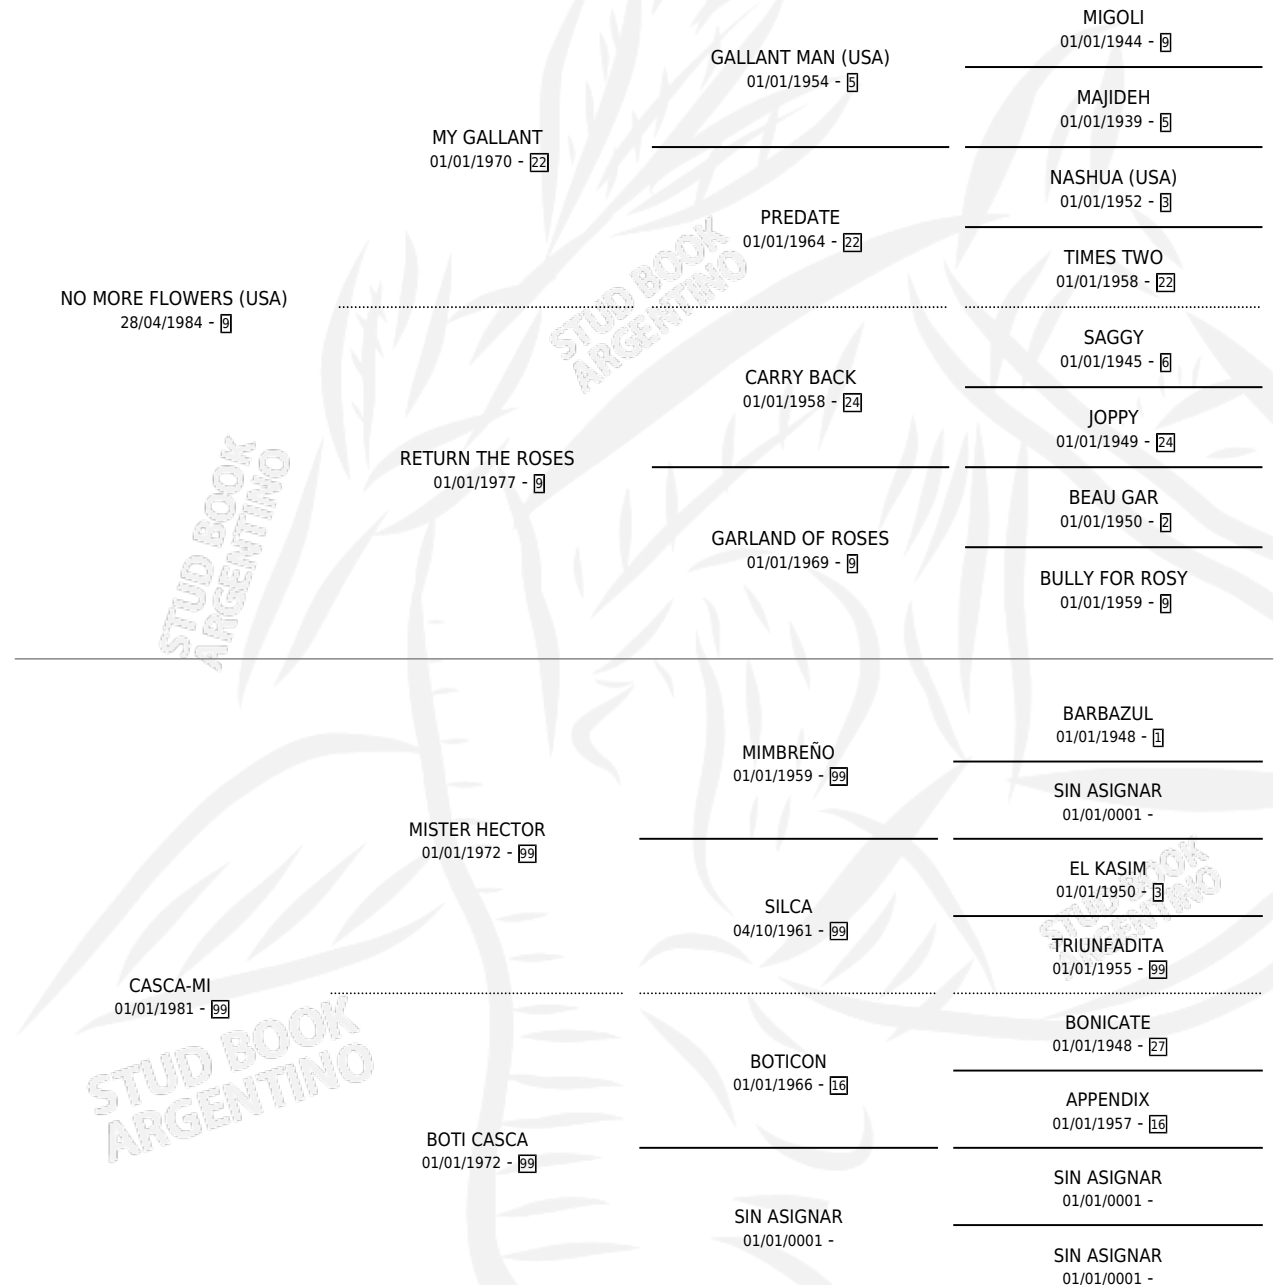 MIGOLI
01/01/1944 - 9
GALLANT MAN (USA)
01/01/1954 - 5
MAJIDEH
01/01/1939 - 5
MY GALLANT
01/01/1970 - 22
NASHUA (USA)
01/01/1952 - 3
PREDATE
01/01/1964 - 22
TIMES TWO
01/01/1958 - 22
NO MORE FLOWERS (USA)
28/04/1984 - 9
SAGGY
01/01/1945 - 6
CARRY BACK
01/01/1958 - 24
JOPPY
01/01/1949 - 24
RETURN THE ROSES
01/01/1977 - 9
BEAU GAR
01/01/1950 - 2
GARLAND OF ROSES
01/01/1969 - 9
BULLY FOR ROSY
01/01/1959 - 9
BARBAZUL
01/01/1948 - 1
MIMBREÑO
01/01/1959 - 99
SIN ASIGNAR
01/01/0001 -
MISTER HECTOR
01/01/1972 - 99
EL KASIM
01/01/1950 - 3
SILCA
04/10/1961 - 99
TRIUNFADITA
01/01/1955 - 99
CASCA-MI
01/01/1981 - 99
BONICATE
01/01/1948 - 27
BOTICON
01/01/1966 - 16
APPENDIX
01/01/1957 - 16
BOTI CASCA
01/01/1972 - 99
SIN ASIGNAR
01/01/0001 -
SIN ASIGNAR
01/01/0001 -
SIN ASIGNAR
01/01/0001 -
STUD BOOK
ARGENTINO
STUD BOOK
ARGENTINO
STUD BOOK
ARGENTINO
STUD BOOK
ARGENTINO